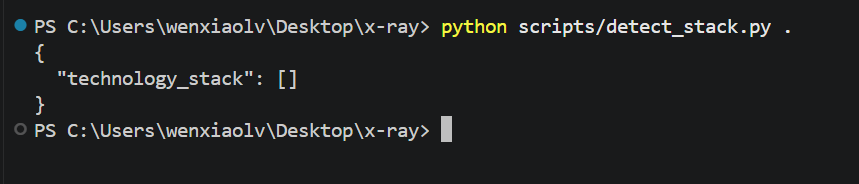 PS C:\Users\wenxiaolv\Desktop\x-ray> python scripts/detect_stack.py .
{
  "technology_stack": []
}
PS C:\Users\wenxiaolv\Desktop\x-ray>